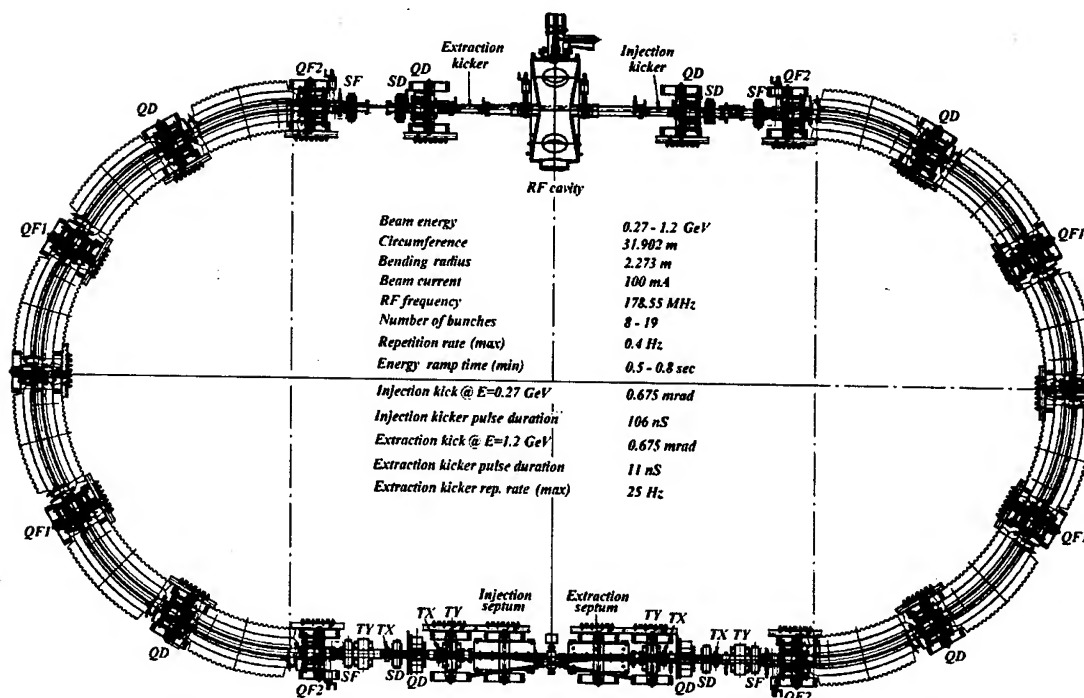 Extraction kicker
Injection kicker
QF2 SF SD QD
QD SD SF QF2
QD
QD
RF cavity
QF1
QF1
Beam energy 0.27 - 1.2 GeV
Circumference 31.902 m
Bending radius 2.273 m
Beam current 100 mA
RF frequency 178.55 MHz
Number of bunches 8 - 19
Repetition rate (max) 0.4 Hz
Energy ramp time (min) 0.5 - 0.8 sec
Injection kick @ E=0.27 GeV 0.675 mrad
Injection kicker pulse duration 106 nS
Extraction kick @ E=1.2 GeV 0.675 mrad
Extraction kicker pulse duration 11 nS
Extraction kicker rep. rate (max) 25 Hz
QF1
QF1
Injection septum
Extraction septum
TX TY
TY TX
TY TX
TX TY
QD
QD
QF2 SF SD QD
QD SD SF QF2